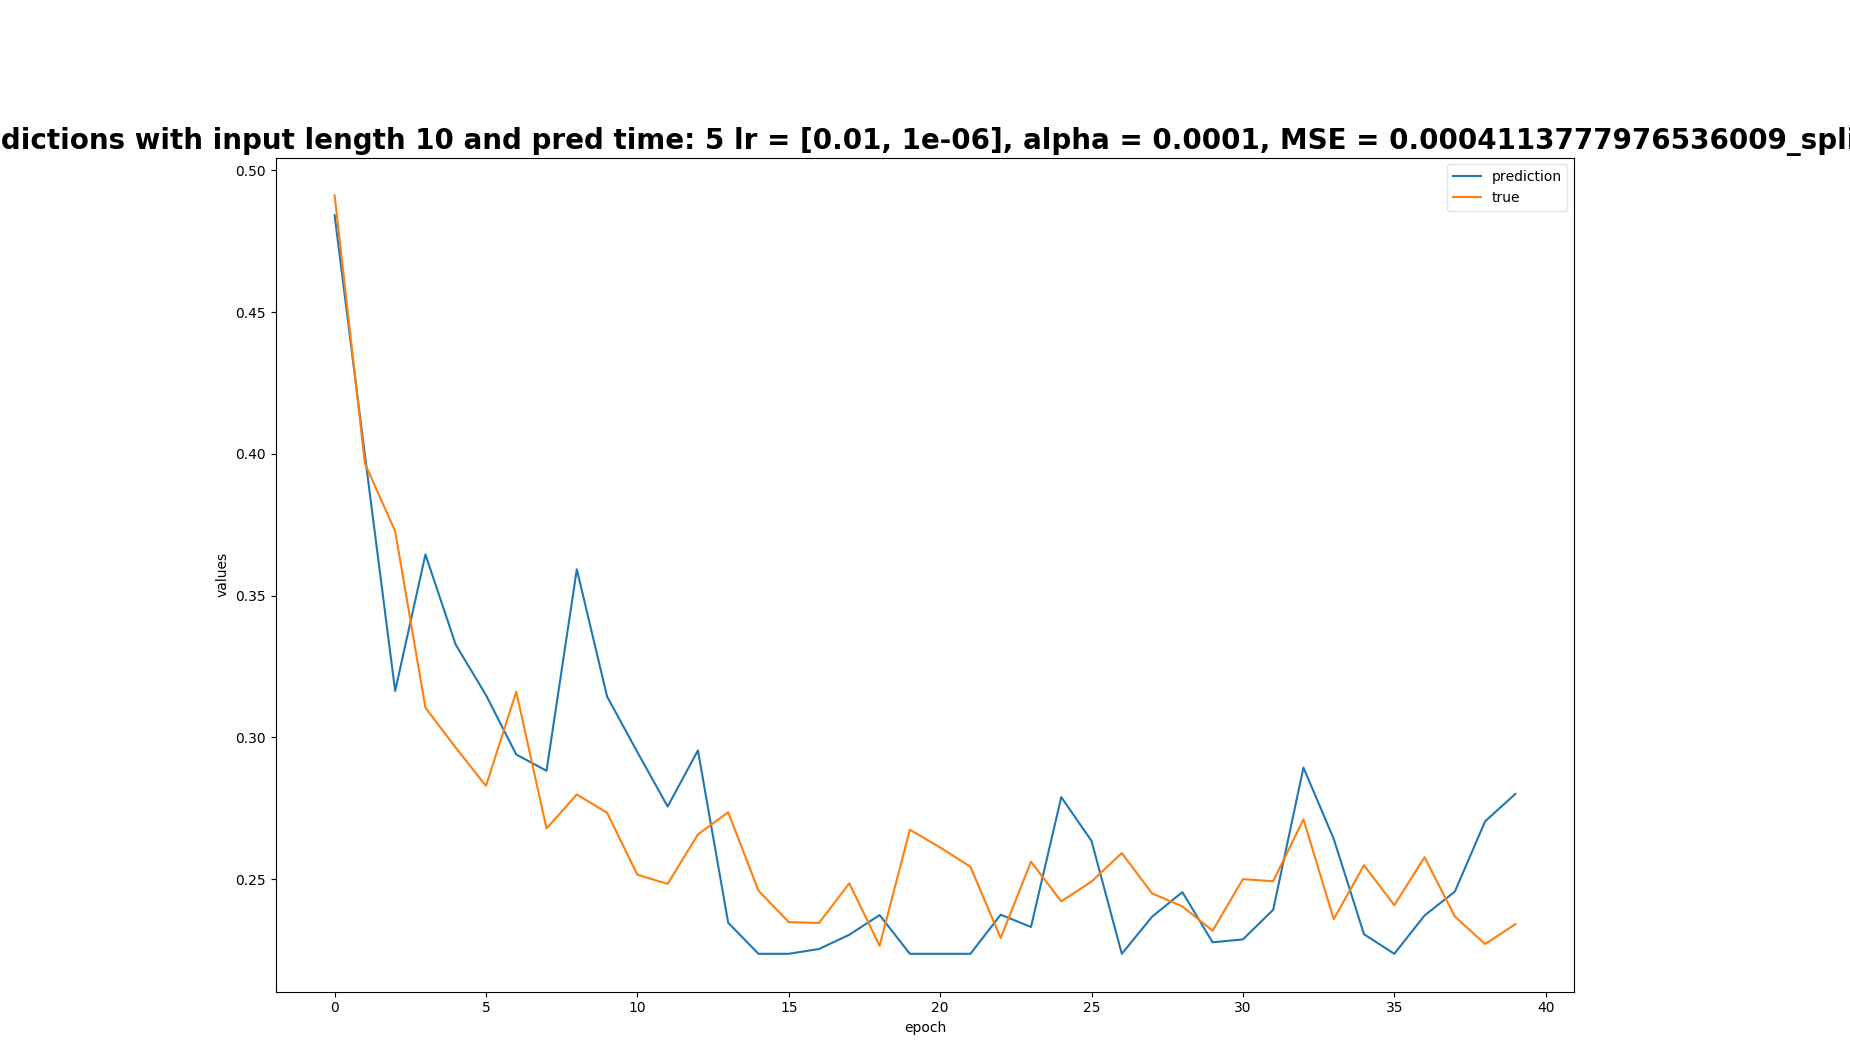 dictions with input length 10 and pred time: 5 lr = [0.01, 1e-06], alpha = 0.0001, MSE = 0.0004113777976536009_spli
prediction
true
0.50
0.45
0.40
0.35
0.30
0.25
values
0 5 10 15 20 25 30 35 40
epoch